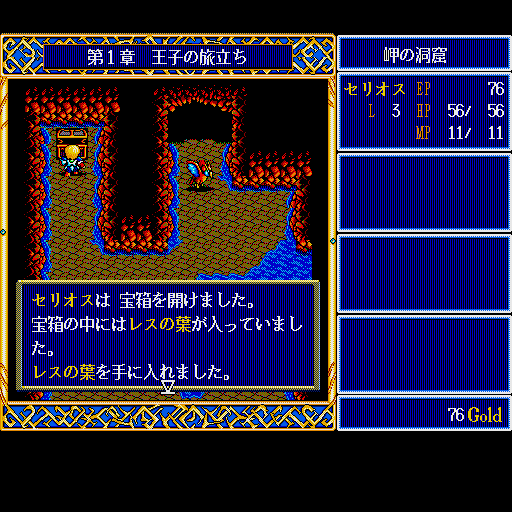 第1章 王子の旅立ち
岬の洞窟
セリオス EP 76
L 3 HP 56/ 56
MP 11/ 11
セリオスは 宝箱を開けました。
宝箱の中にはレスの葉が入っていまし
た。
レスの葉を手に入れました。
76 Gold